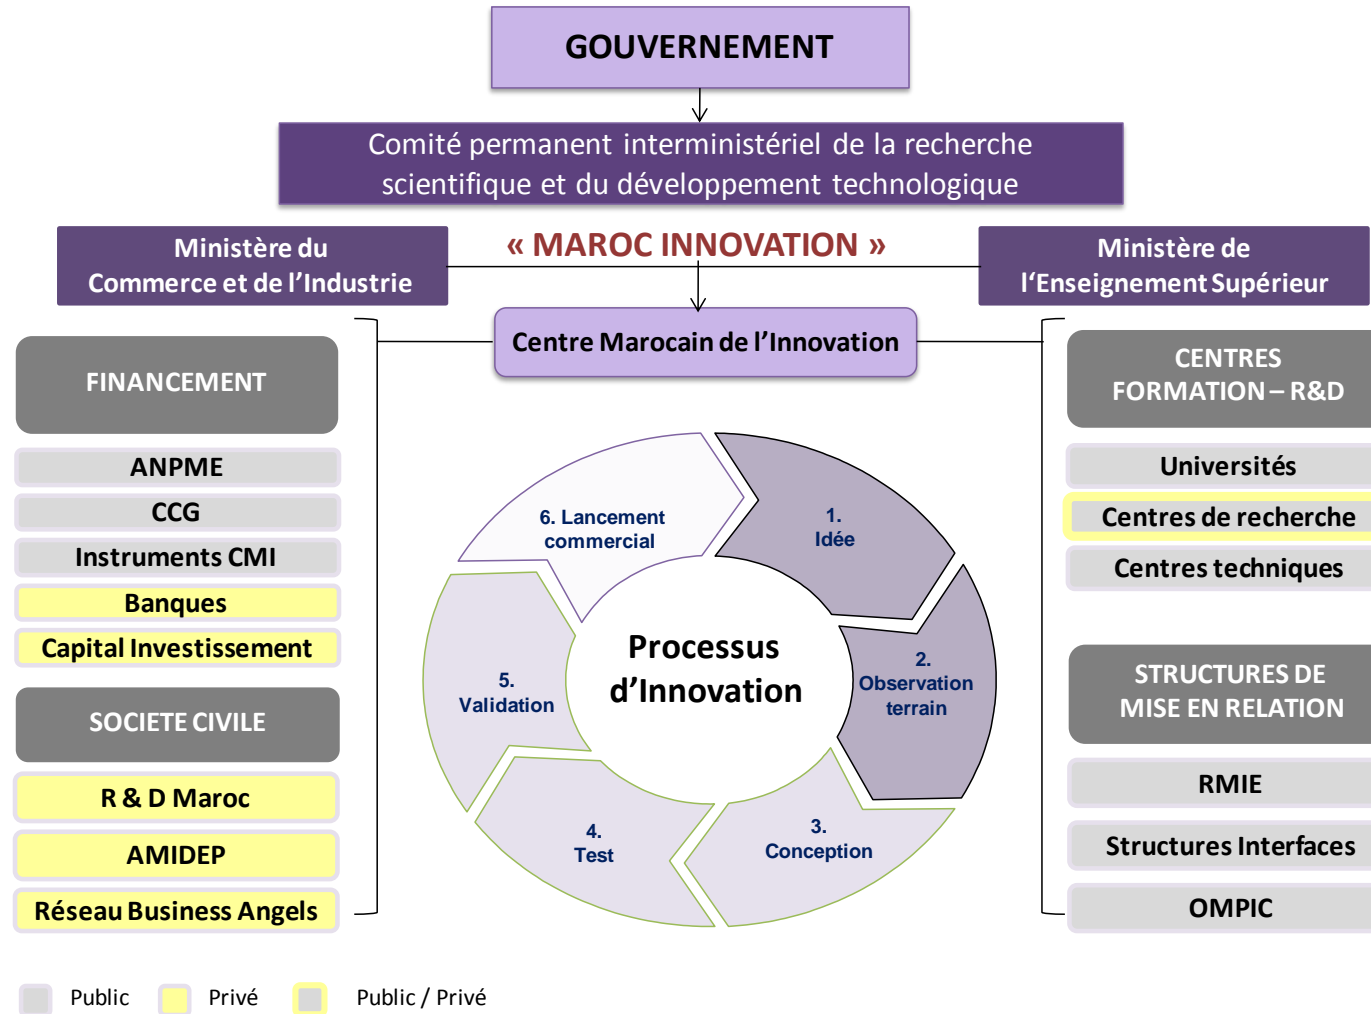 GOUVERNEMENT
Comité permanent interministériel de la recherche
scientifique et du développement technologique
Ministère du
Commerce et de l'Industrie
« MAROC INNOVATION »
Ministère de
l'Enseignement Supérieur
Centre Marocain de l'Innovation
FINANCEMENT
ANPME
CCG
Instruments CMI
Banques
Capital Investissement
SOCIETE CIVILE
R & D Maroc
AMIDEP
Réseau Business Angels
Processus
d'Innovation
1.
Idée
2.
Observation
terrain
3.
Conception
4.
Test
5.
Validation
6. Lancement
commercial
CENTRES
FORMATION – R&D
Universités
Centres de recherche
Centres techniques
STRUCTURES DE
MISE EN RELATION
RMIE
Structures Interfaces
OMPIC
Public
Privé
Public / Privé